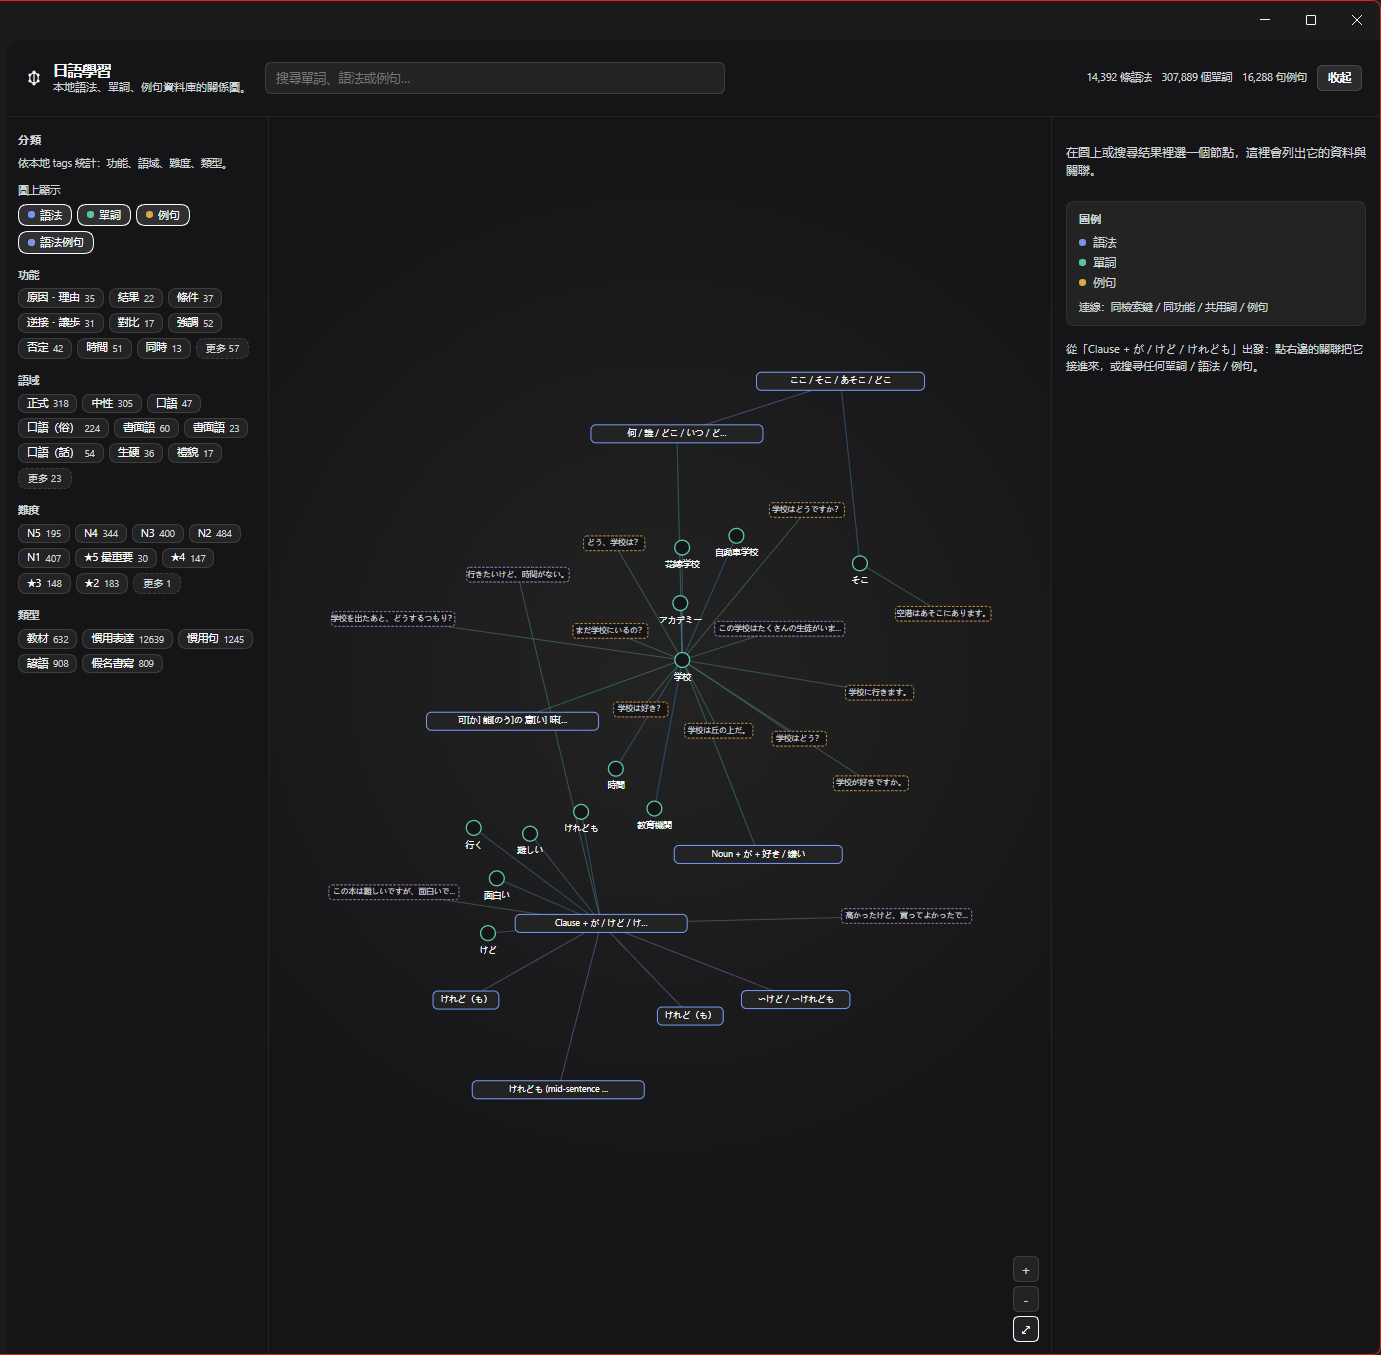 日語學習
本地語法、單詞、例句資料庫的關係圖。
搜尋單詞、語法或例句...
14,392 條語法 307,889 個單詞 16,288 句例句 收起
分類
依本地 tags 統計：功能、語域、難度、類型。
圖上顯示
語法 單詞 例句
語法例句
功能
原因・理由 35 結果 22 條件 37
逆接・讓步 31 對比 17 強調 52
否定 42 時間 51 同時 13 更多 57
語域
正式 318 中性 305 口語 47
口語（俗） 224 書面語 60 書面語 23
口語（話） 54 生硬 36 禮貌 17
更多 23
難度
N5 195 N4 344 N3 400 N2 484
N1 407 ★5 最重要 30 ★4 147
★3 148 ★2 183 更多 1
類型
教材 632 慣用表達 12639 慣用句 1245
諺語 908 假名書寫 809
ここ / そこ / あそこ / どこ
何 / 誰 / どこ / いつ / ど...
学校はどうですか？
どう、学校は？
自動車学校
花嫁学校
そこ
行きたいけど、時間がない。
空港はあそこにあります。
学校を出たあと、どうするつもり？
アカデミー
まだ学校にいるの？
この学校はたくさんの生徒がいま...
学校
学校に行きます。
学校は好き？
可[か] 能[のう]の 意[い] 味[...
学校は丘の上だ。
学校はどう？
時間
学校が好きですか。
けれども
教育機関
行く
難しい
Noun + が + 好き / 嫌い
面白い
この本は難しいですが、面白いで...
高かったけど、買ってよかったで...
Clause + が / けど / け...
けど
けれど（も）
〜けど / 〜けれども
けれど（も）
けれども (mid-sentence ...
+
-
在圖上或搜尋結果裡選一個節點，這裡會列出它的資料與
關聯。
圖例
語法
單詞
例句
連線：同檢索鍵 / 同功能 / 共用詞 / 例句
從「Clause + が / けど / けれども」出發：點右邊的關聯把它
接進來，或搜尋任何單詞 / 語法 / 例句。